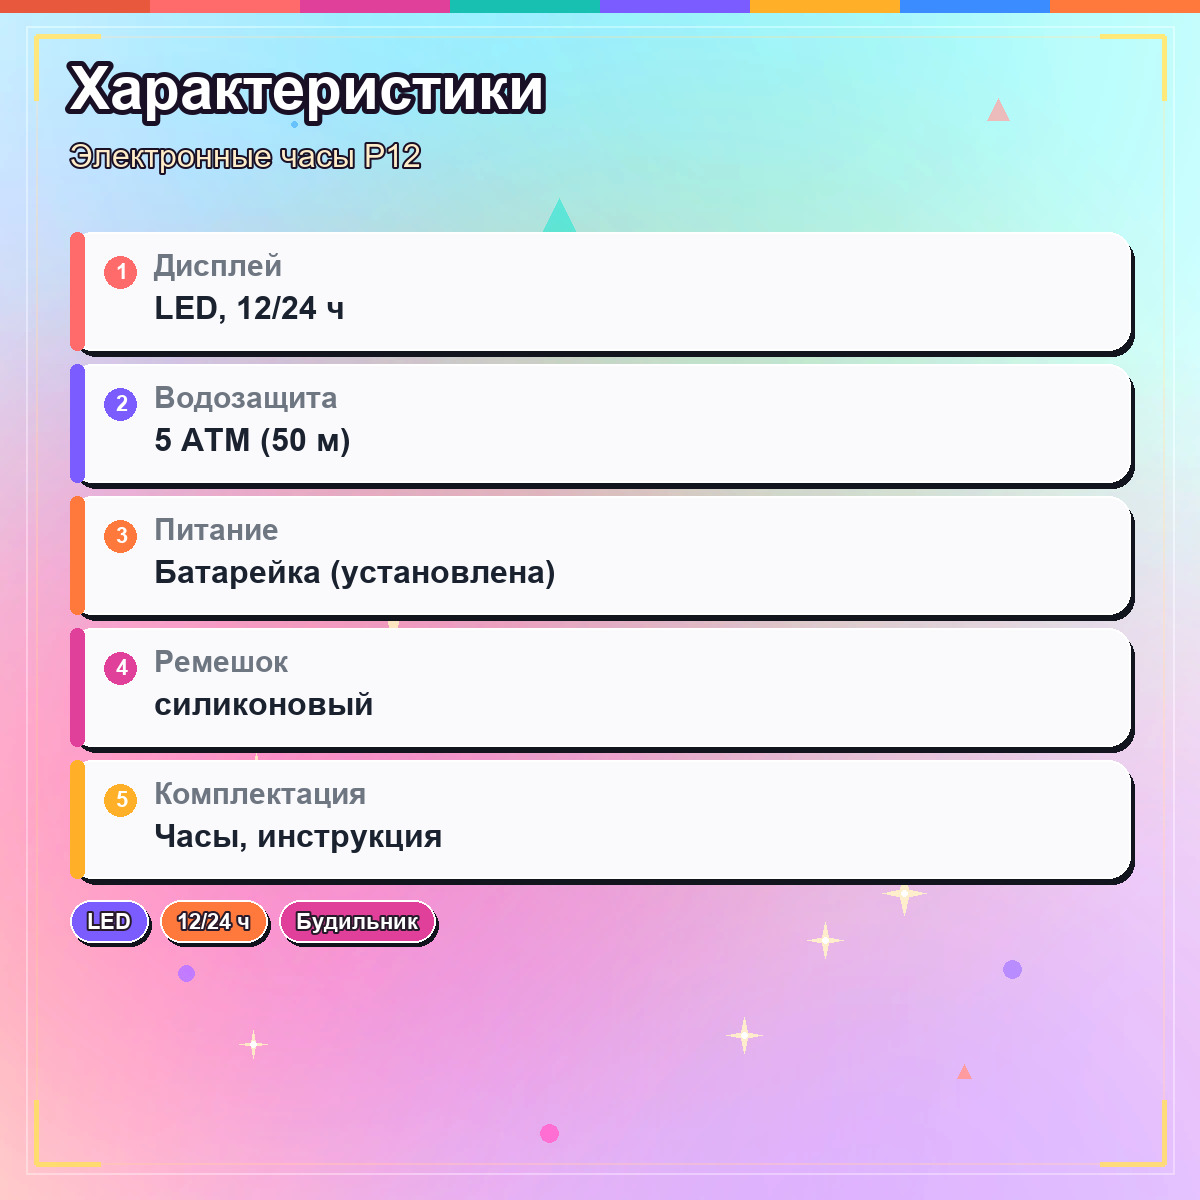 Характеристики
Электронные часы P12
1 Дисплей
LED, 12/24 ч
2 Водозащита
5 ATM (50 м)
3 Питание
Батарейка (установлена)
4 Ремешок
силиконовый
5 Комплектация
Часы, инструкция
LED 12/24 ч Будильник